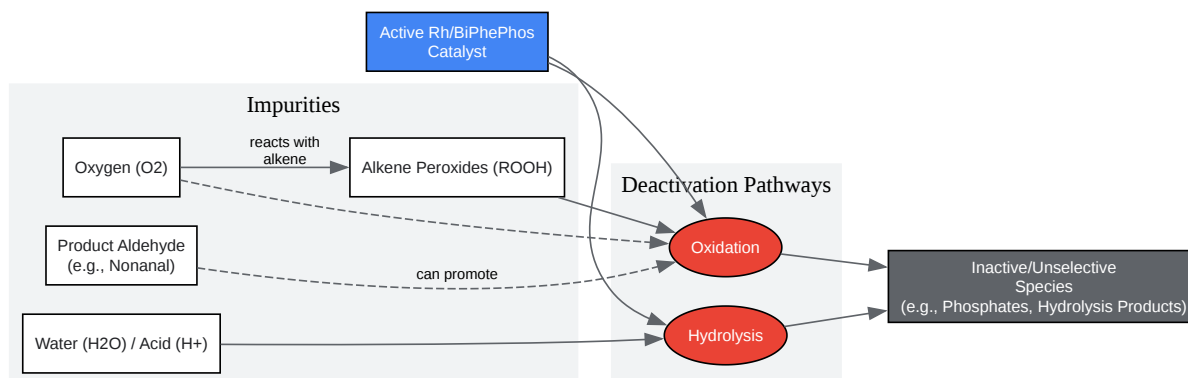 Active Rh/BiPhePhos
Catalyst
Impurities
Oxygen (O2)
reacts with
alkene
Alkene Peroxides (ROOH)
Deactivation Pathways
Product Aldehyde
(e.g., Nonanal)
can promote
Oxidation
Inactive/Unselective
Species
(e.g., Phosphates, Hydrolysis Products)
Water (H2O) / Acid (H+)
Hydrolysis